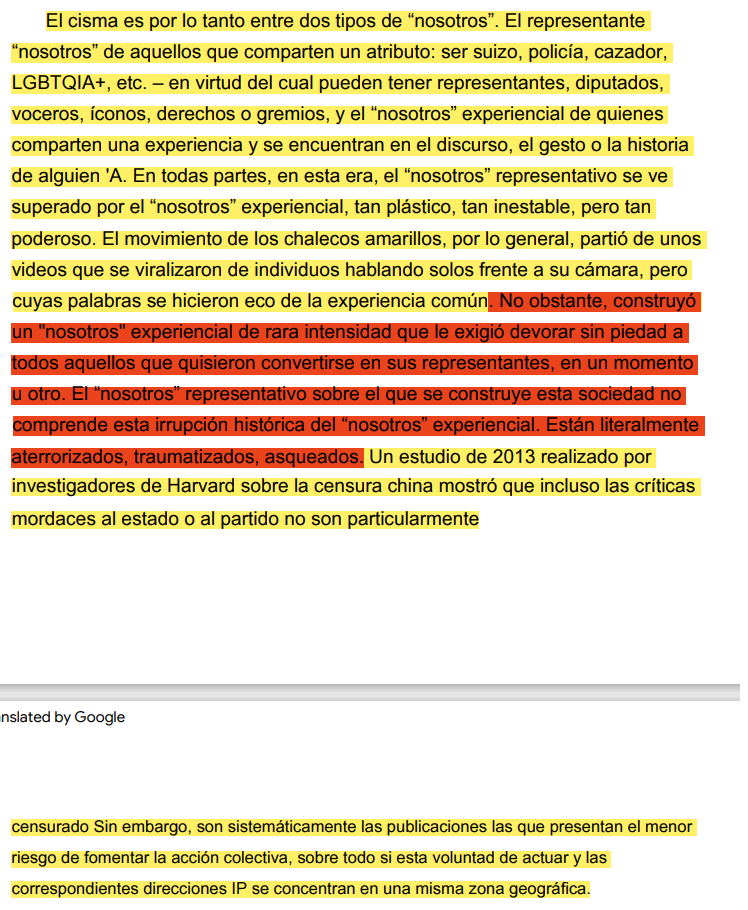 El cisma es por lo tanto entre dos tipos de “nosotros”. El representante
“nosotros” de aquellos que comparten un atributo: ser suizo, policía, cazador,
LGBTQIA+, etc. – en virtud del cual pueden tener representantes, diputados,
voceros, íconos, derechos o gremios, y el “nosotros” experiencial de quienes
comparten una experiencia y se encuentran en el discurso, el gesto o la historia
de alguien 'A. En todas partes, en esta era, el “nosotros” representativo se ve
superado por el “nosotros” experiencial, tan plástico, tan inestable, pero tan
poderoso. El movimiento de los chalecos amarillos, por lo general, partió de unos
videos que se viralizaron de individuos hablando solos frente a su cámara, pero
cuyas palabras se hicieron eco de la experiencia común. No obstante, construyó
un "nosotros" experiencial de rara intensidad que le exigió devorar sin piedad a
todos aquellos que quisieron convertirse en sus representantes, en un momento
u otro. El “nosotros” representativo sobre el que se construye esta sociedad no
comprende esta irrupción histórica del “nosotros” experiencial. Están literalmente
aterrorizados, traumatizados, asqueados. Un estudio de 2013 realizado por
investigadores de Harvard sobre la censura china mostró que incluso las críticas
mordaces al estado o al partido no son particularmente
nslated by Google
censurado Sin embargo, son sistemáticamente las publicaciones las que presentan el menor
riesgo de fomentar la acción colectiva, sobre todo si esta voluntad de actuar y las
correspondientes direcciones IP se concentran en una misma zona geográfica.